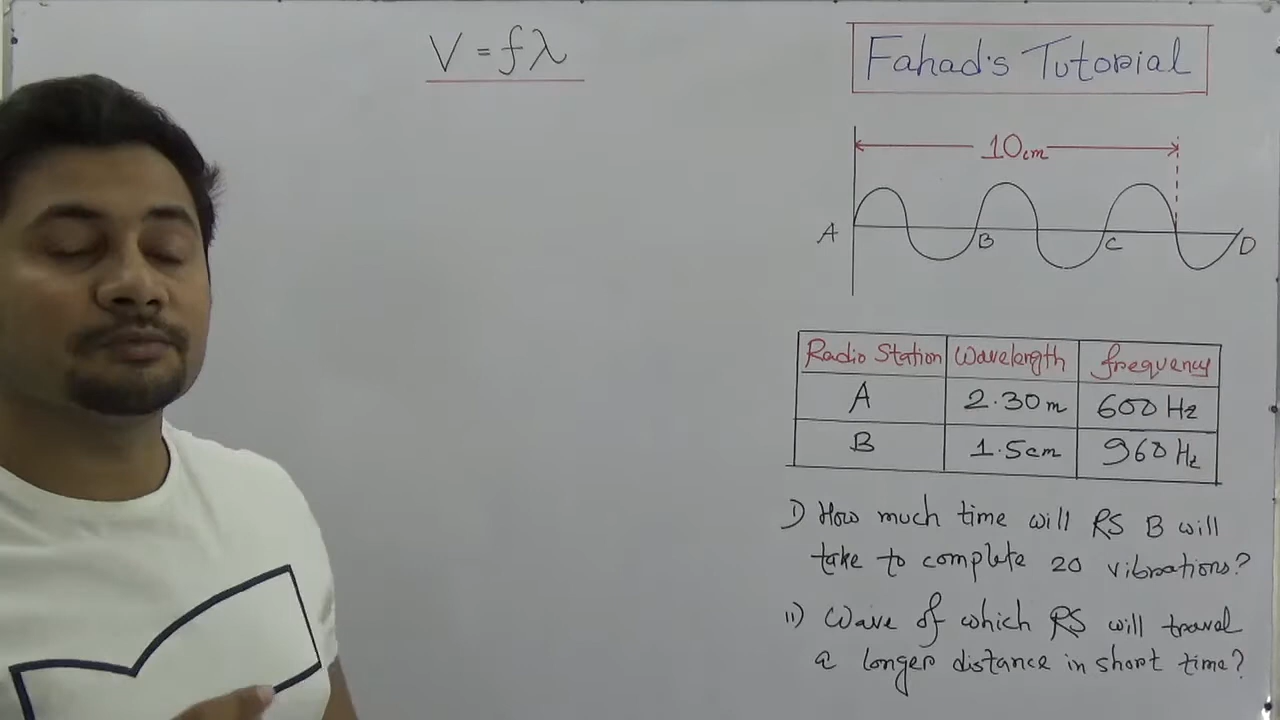 V = fλ
Fahad's Tutorial
10cm
A B C D
Radio Station Wavelength frequency
A 2.30m 600 Hz
B 1.5cm 960 Hz
i) How much time will RS B will
take to complete 20 vibrations?
ii) Wave of which RS will travel
a longer distance in short time?